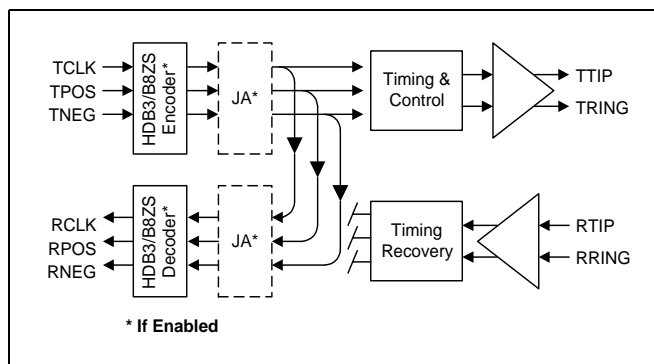 TCLK
TPOS
TNEG
HDB3/B8ZS
Encoder*
JA*
Timing &
Control
TTIP
TRING
RCLK
RPOS
RNEG
HDB3/B8ZS
Decoder*
JA*
Timing
Recovery
RTIP
RRING
* If Enabled